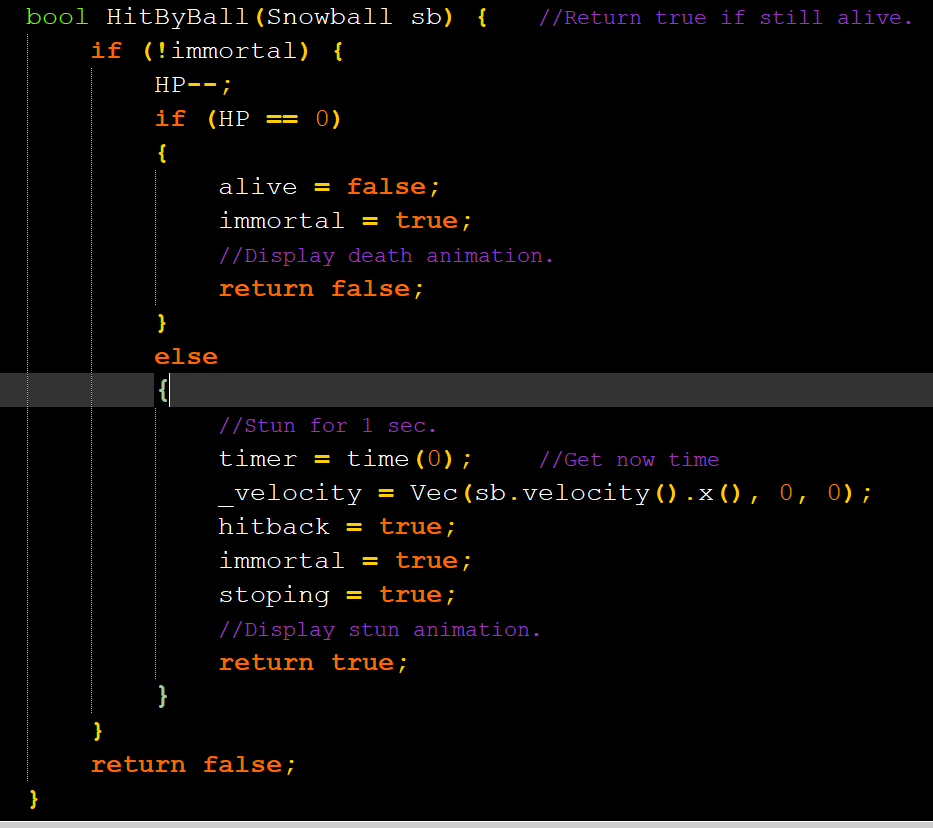 bool HitByBall(Snowball sb) {    //Return true if still alive.
    if (!immortal) {
        HP--;
        if (HP == 0)
        {
            alive = false;
            immortal = true;
            //Display death animation.
            return false;
        }
        else
        {
            //Stun for 1 sec.
            timer = time(0);    //Get now time
            _velocity = Vec(sb.velocity().x(), 0, 0);
            hitback = true;
            immortal = true;
            stoping = true;
            //Display stun animation.
            return true;
        }
    }
    return false;
}